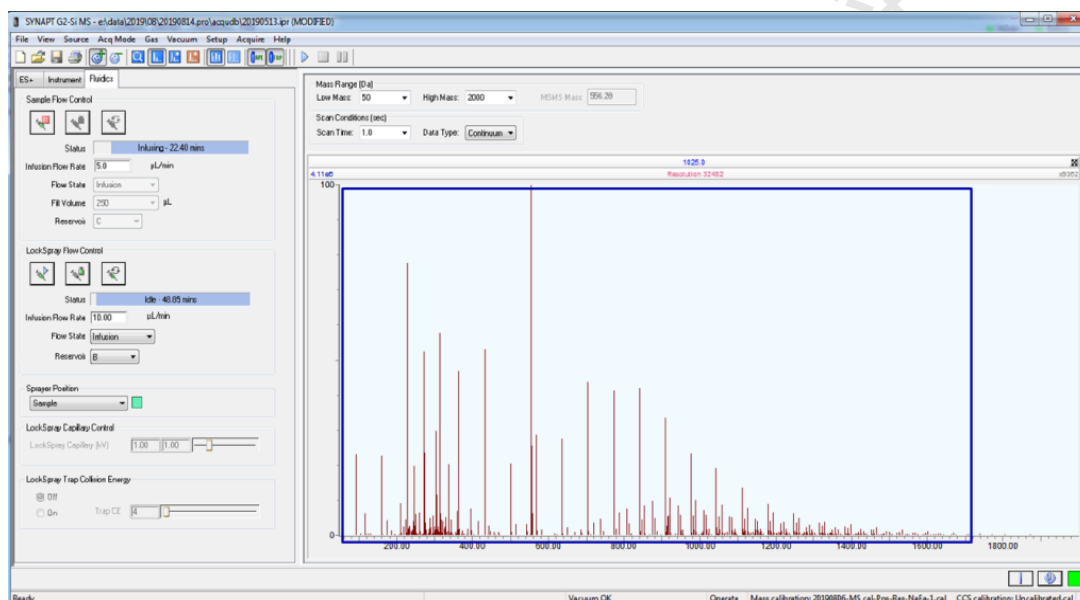 SYNAPT G2-Si MS - e:\data\2019\08\20190814.pro\acqudb\20190513.ipr (MODIFIED)
File View Source Acq Mode Gas Vacuum Setup Acquire Help
ES+ Instrument Fluidics
Sample Flow Control
Status Infusing - 22.40 mins
Infusion Flow Rate 5.0 µL/min
Flow State Infusion
Fill Volume 250 µL
Reservoir C
LockSpray Flow Control
Status Idle - 48.85 mins
Infusion Flow Rate 10.00 µL/min
Flow State Infusion
Reservoir B
Sprayer Position
Sample
LockSpray Capillary Control
LockSpray Capillary (kV) 1.00 1.00
LockSpray Trap Collision Energy
Off
On Trap CE 4
Mass Range (Da)
Low Mass: 50 High Mass: 2000 MSMS Mass: 556.28
Scan Conditions (sec)
Scan Time: 1.0 Data Type: Continuum
1025.0
4.11e6 Resolution 32482
100
0
200.00 400.00 600.00 800.00 1000.00 1200.00 1400.00 1600.00 1800.00
Ready Vacuum OK Operate Mass calibration: 20190806-MS cal-Pos-Res-NaFa-1.cal CCS calibration: Uncalibrated.cal